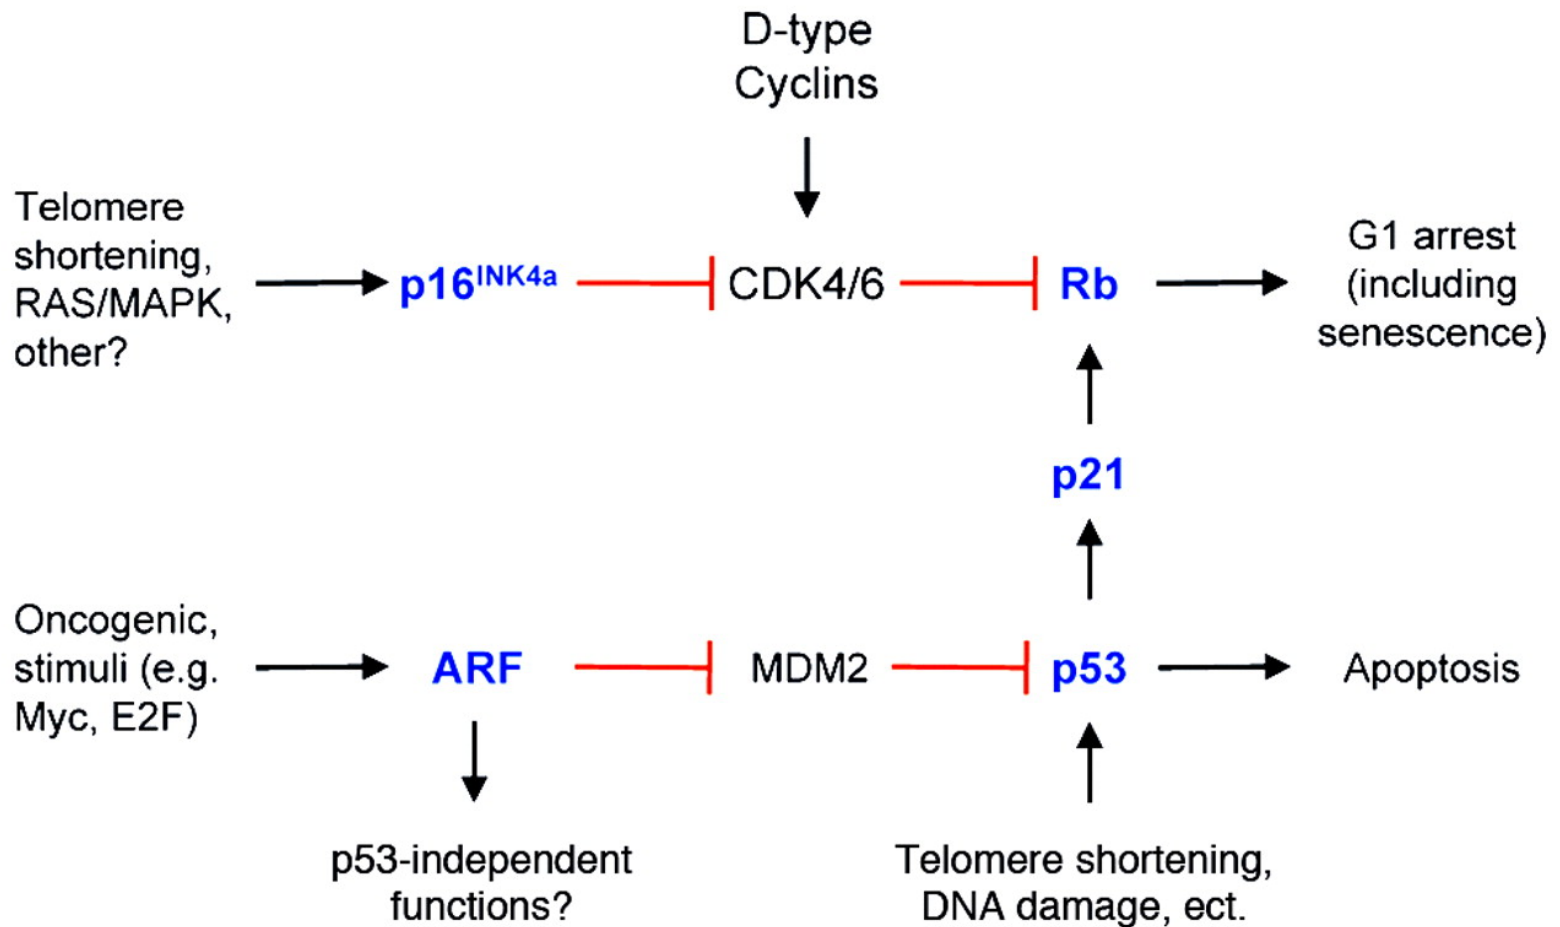 D-type
Cyclins
Telomere
shortening,
RAS/MAPK,
other?
p16INK4a
CDK4/6
Rb
G1 arrest
(including
senescence)
p21
Oncogenic,
stimuli (e.g.
Myc, E2F)
ARF
MDM2
p53
Apoptosis
p53-independent
functions?
Telomere shortening,
DNA damage, ect.